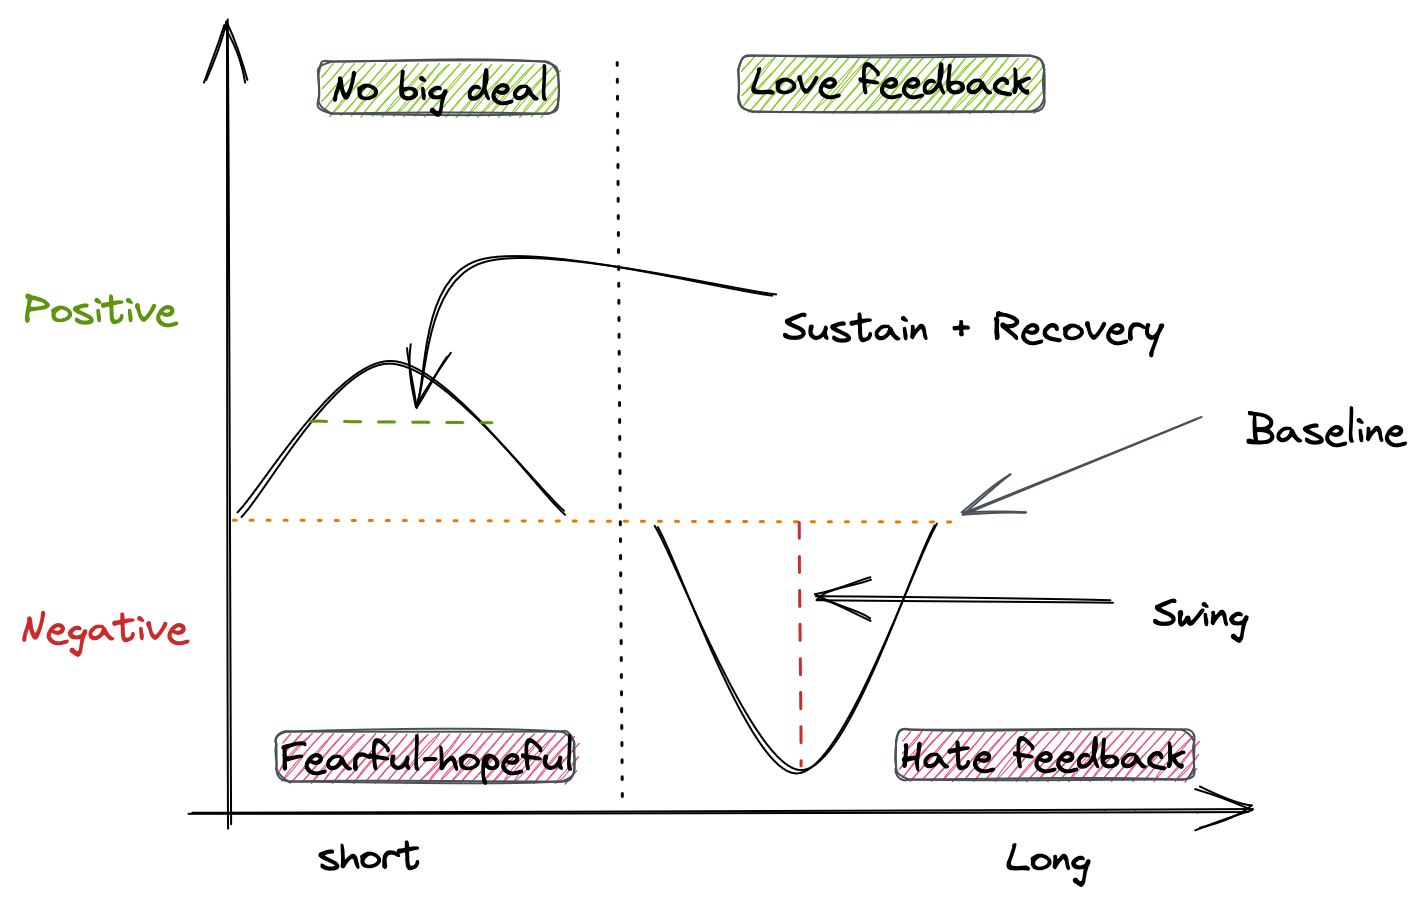 No big deal
Love feedback
Positive
Sustain + Recovery
Baseline
Negative
Swing
Fearful-hopeful
Hate feedback
short
Long